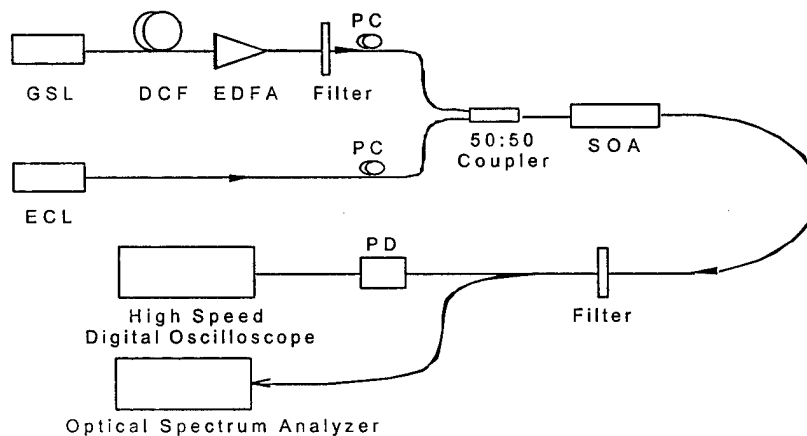 PC
GSL
DCF
EDFA
Filter
50:50
Coupler
SOA
PC
ECL
PD
High Speed
Digital Oscilloscope
Filter
Optical Spectrum Analyzer